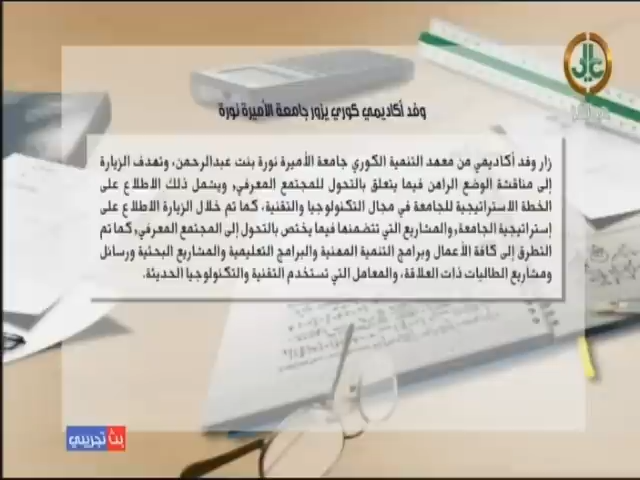 مباشر
وفد أكاديمي كوري يزور جامعة الأميرة نورة
زار وفد أكاديمي من معهد التنمية الكوري جامعة الأميرة نورة بنت عبدالرحمن، وتهدف الزيارة
إلى مناقشة الوضع الراهن فيما يتعلق بالتحول للمجتمع المعرفي، ويشمل ذلك الاطلاع على
الخطة الاستراتيجية للجامعة في مجال التكنولوجيا والتقنية، كما تم خلال الزيارة الاطلاع على
إستراتيجية الجامعة، والمشاريع التي تتضمنها فيما يختص بالتحول إلى المجتمع المعرفي، كما تم
التطرق إلى كافة الأعمال وبرامج التنمية المهنية والبرامج التعليمية والمشاريع البحثية ورسائل
ومشاريع الطالبات ذات العلاقة، والمعامل التي تستخدم التقنية والتكنولوجيا الحديثة.
بث تجريبي